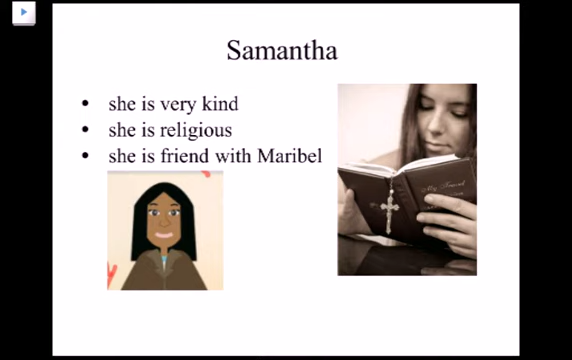 Samantha
• she is very kind
• she is religious
• she is friend with Maribel